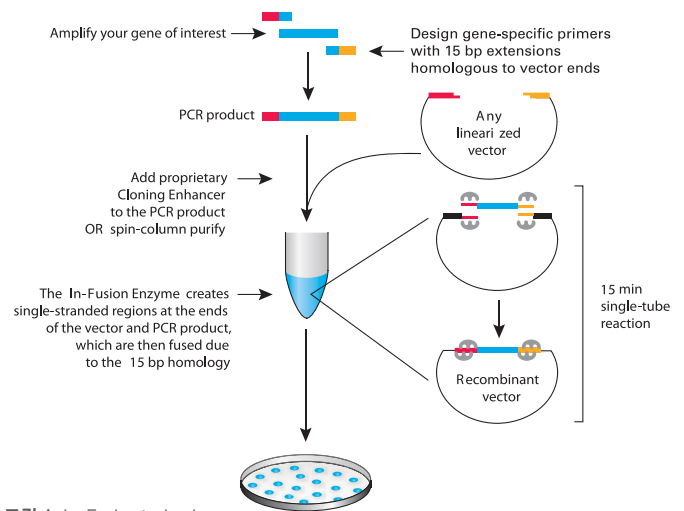 Amplify your gene of interest
Design gene-specific primers
with 15 bp extensions
homologous to vector ends
PCR product
Any
lineari zed
vector
Add proprietary
Cloning Enhancer
to the PCR product
OR spin-column purify
The In-Fusion Enzyme creates
single-stranded regions at the ends
of the vector and PCR product,
which are then fused due
to the 15 bp homology
15 min
single-tube
reaction
Recombinant
vector